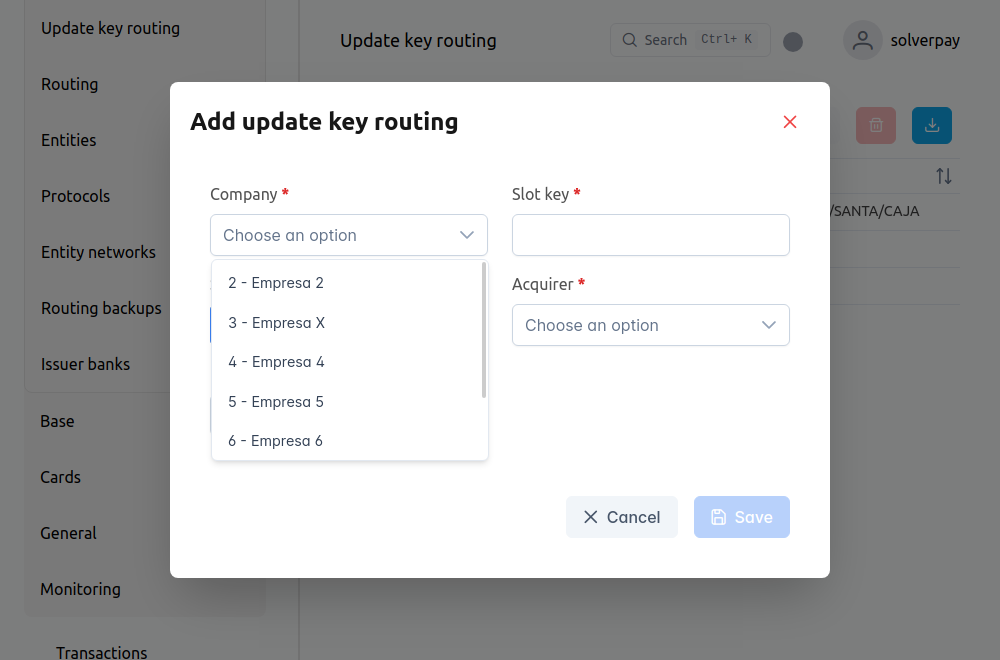 Update key routing
Routing
Entities
Protocols
Entity networks
Routing backups
Issuer banks
Base
Cards
General
Monitoring
Transactions
Update key routing
Search Ctrl+ K
solverpay
/SANTA/CAJA
Add update key routing
Company *
Choose an option
2 - Empresa 2
3 - Empresa X
4 - Empresa 4
5 - Empresa 5
6 - Empresa 6
Slot key *
Acquirer *
Choose an option
Cancel
Save